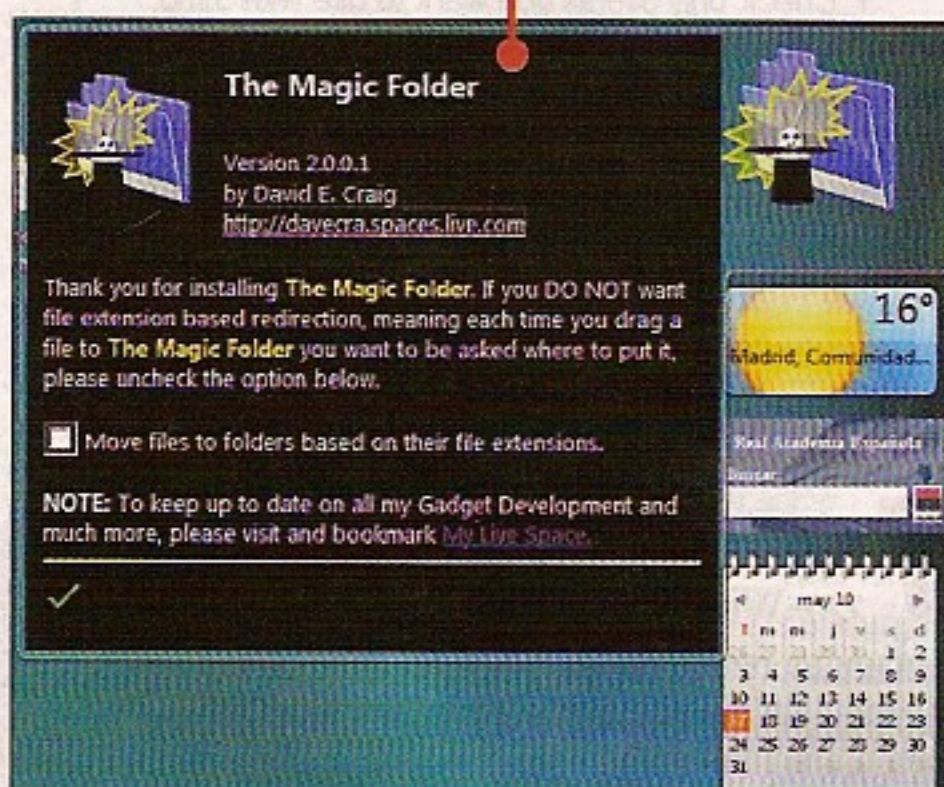 The Magic Folder
Version 2.0.0.1
by David E. Craig
http://davecra.spaces.live.com
Thank you for installing The Magic Folder. If you DO NOT want
file extension based redirection, meaning each time you drag a
file to The Magic Folder you want to be asked where to put it,
please uncheck the option below.
Move files to folders based on their file extensions.
NOTE: To keep up to date on all my Gadget Development and
much more, please visit and bookmark My Live Space.
16°
Madrid, Comunidad...
Real Academia Española
Buscar
may 10
l m m j v s d
26 27 28 29 30 1 2
3 4 5 6 7 8 9
10 11 12 13 14 15 16
17 18 19 20 21 22 23
24 25 26 27 28 29 30
31